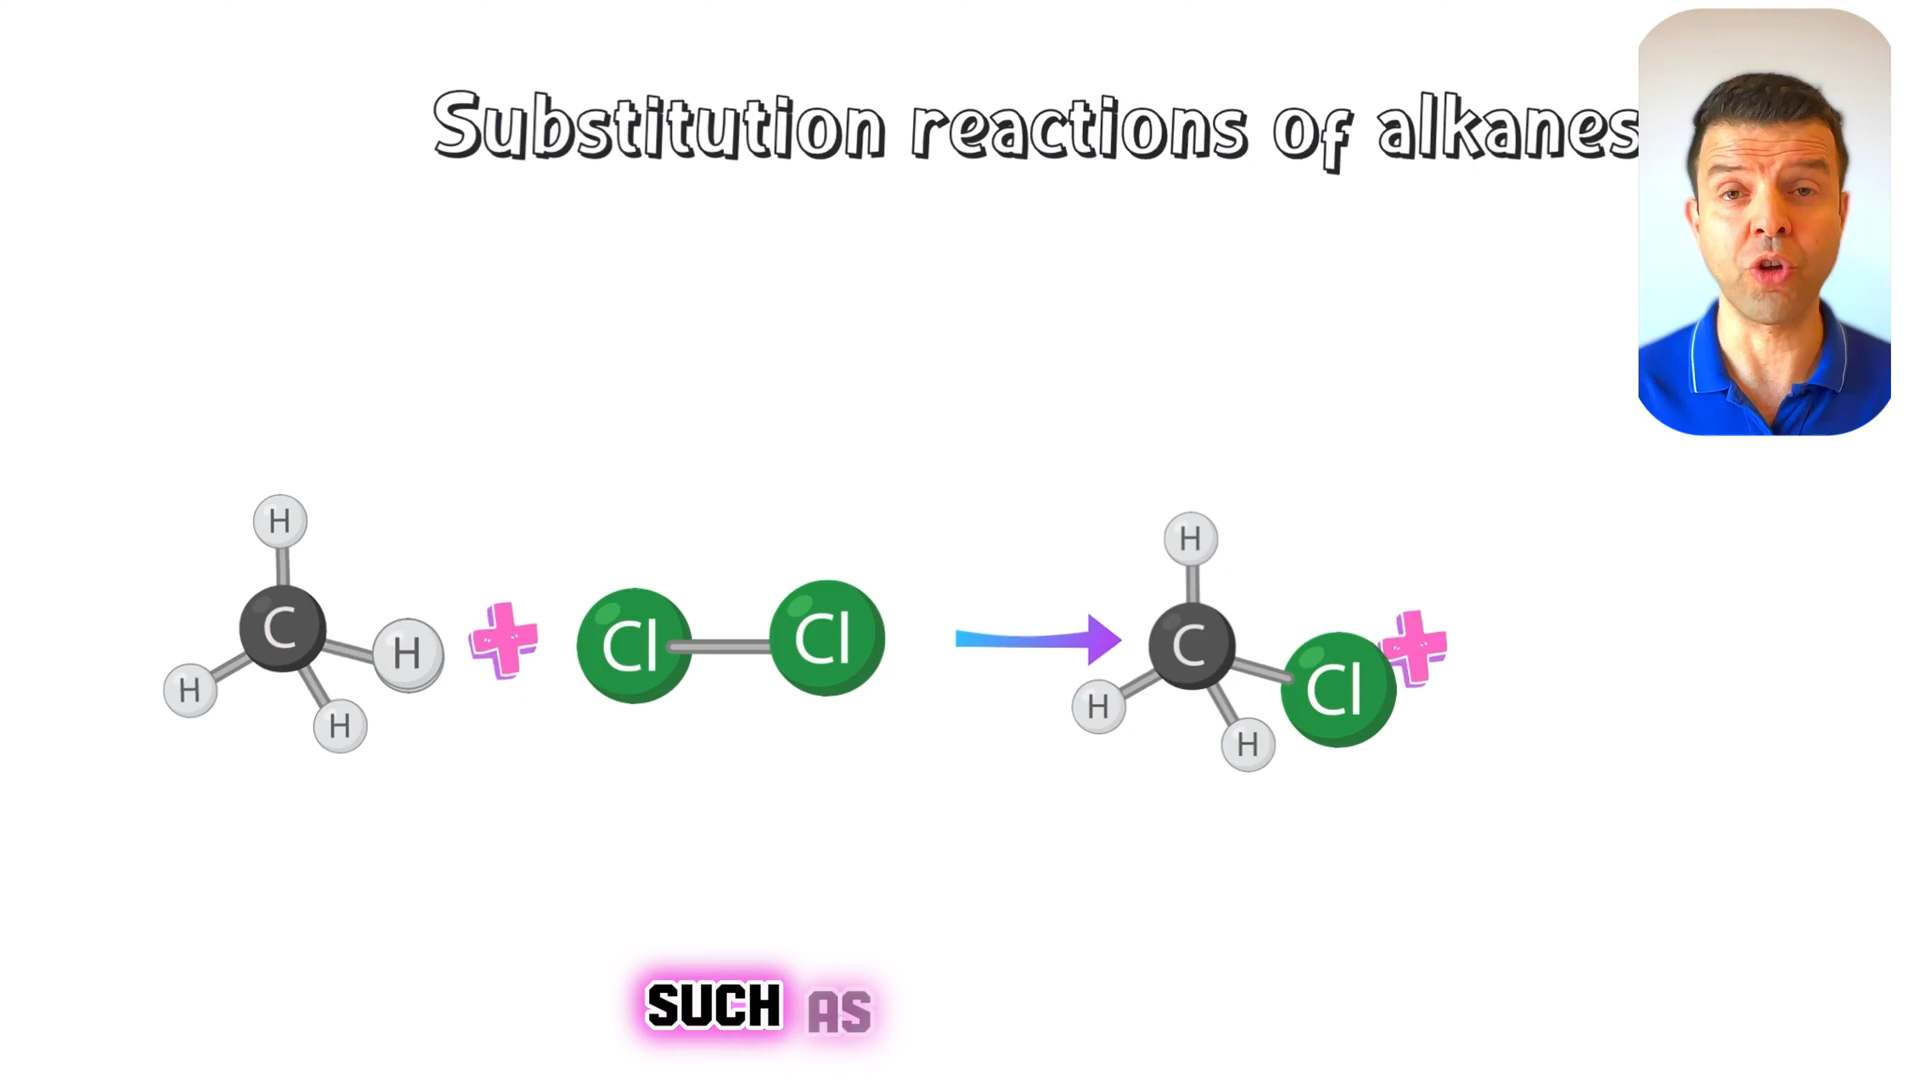 Substitution reactions of alkanes
H
C
H
H
H
+
Cl
Cl
H
C
H
H
Cl
+
SUCH AS